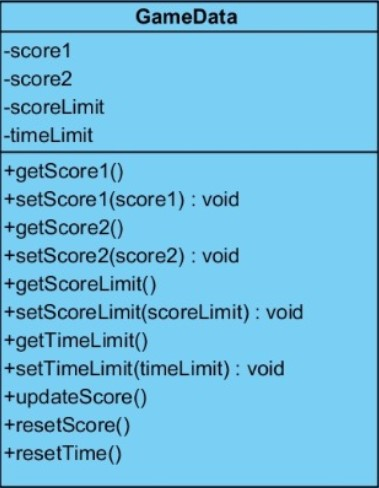 GameData
-score1
-score2
-scoreLimit
-timeLimit
+getScore1()
+setScore1(score1) : void
+getScore2()
+setScore2(score2) : void
+getScoreLimit()
+setScoreLimit(scoreLimit) : void
+getTimeLimit()
+setTimeLimit(timeLimit) : void
+updateScore()
+resetScore()
+resetTime()